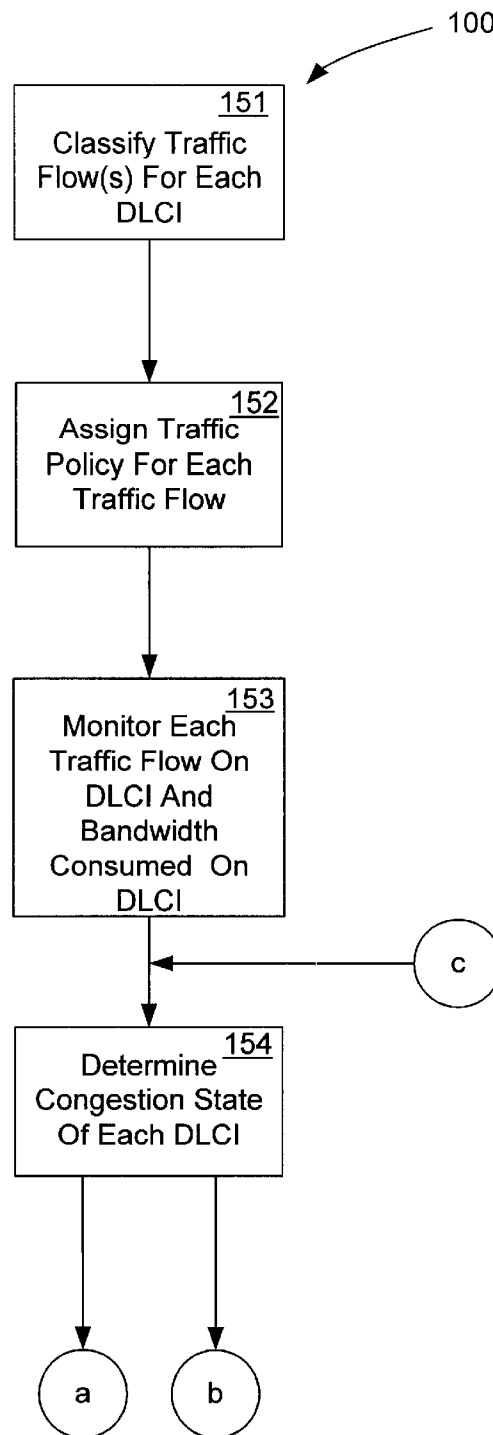 100
151
Classify Traffic
Flow(s) For Each
DLCI
152
Assign Traffic
Policy For Each
Traffic Flow
153
Monitor Each
Traffic Flow On
DLCI And
Bandwidth
Consumed On
DLCI
c
154
Determine
Congestion State
Of Each DLCI
a
b